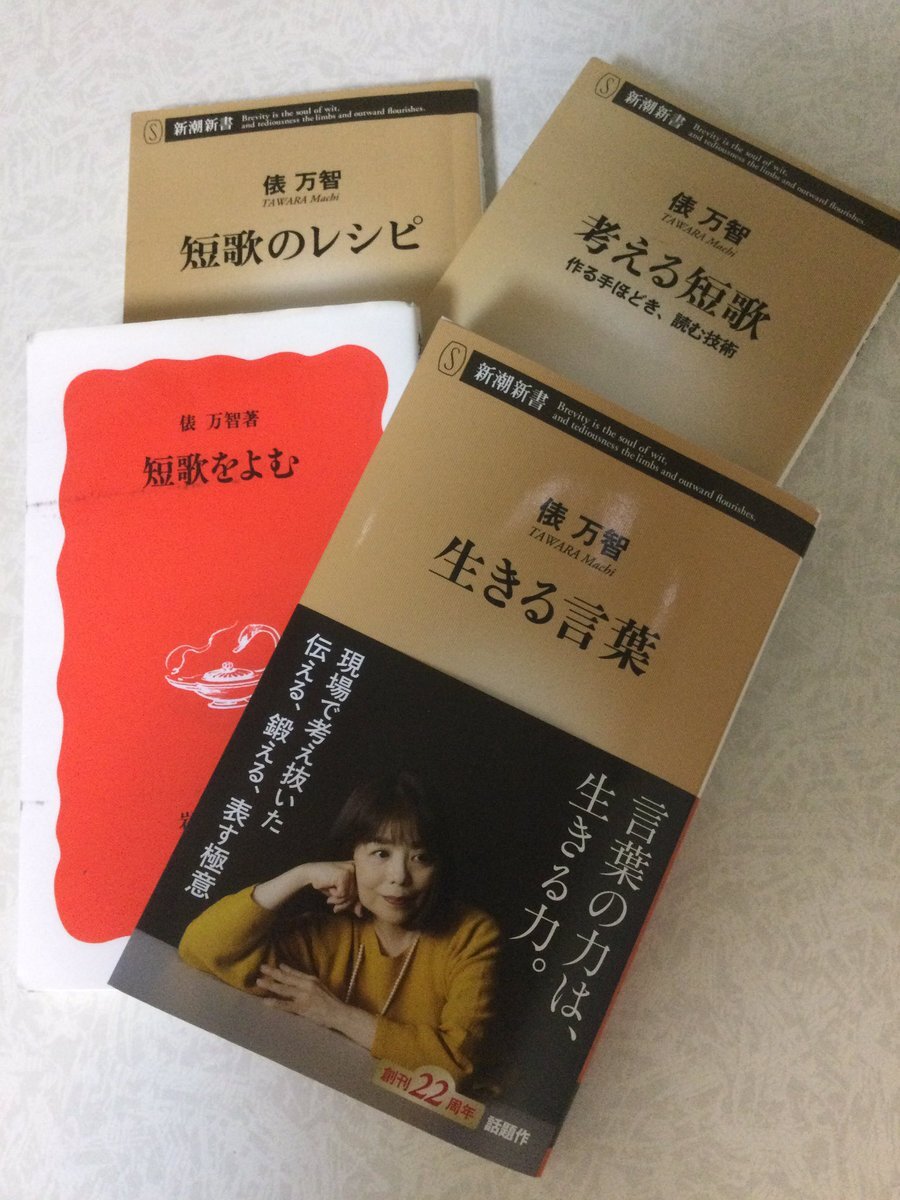 S
新潮新書
Brevity is the soul of wit,
and tediousness the limbs and outward flourishes.
俵 万智
TAWARA Machi
短歌のレシピ
S
新潮新書
Brevity is the soul of wit,
and tediousness the limbs and outward flourishes.
俵 万智
TAWARA Machi
考える短歌
作る手ほどき、読む技術
俵 万智著
短歌をよむ
岩
S
新潮新書
Brevity is the soul of wit,
and tediousness the limbs and outward flourishes.
俵 万智
TAWARA Machi
生きる言葉
言葉の力は、
生きる力。
現場で考え抜いた
伝える、鍛える、表す極意
創刊22周年
話題作